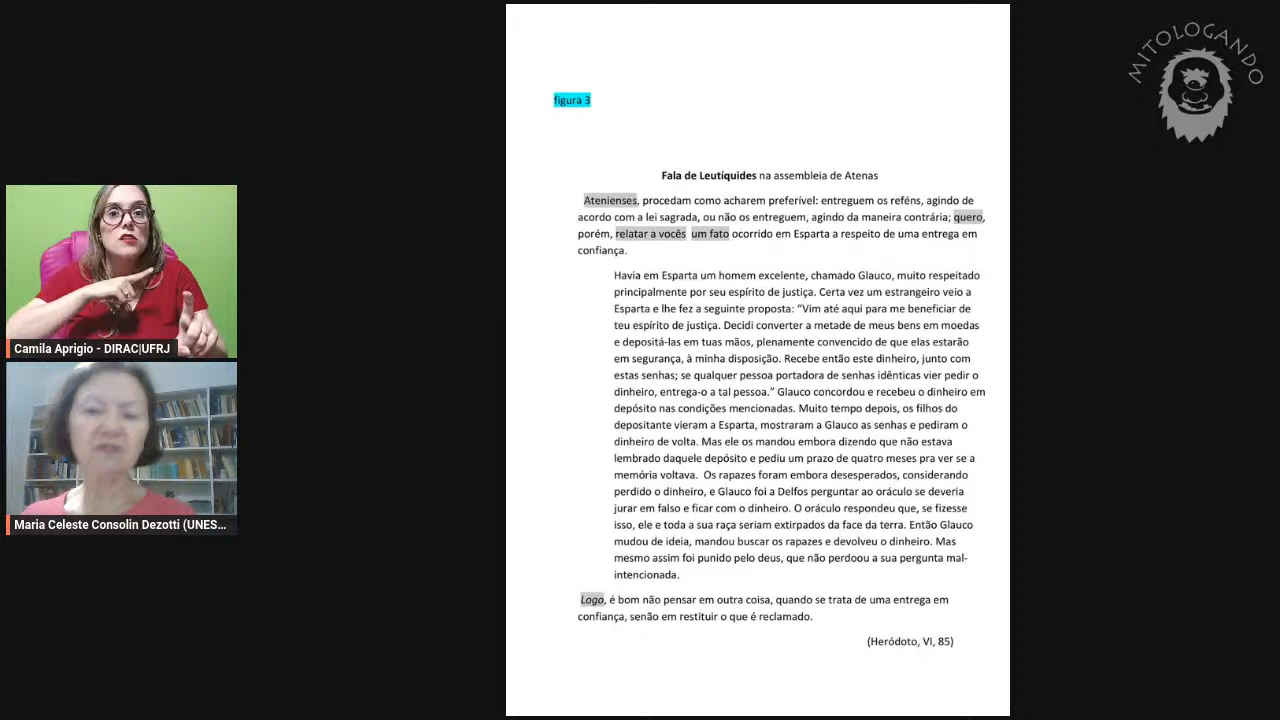 MITOLOGANDO
figura 3
Fala de Leutíquides na assembleia de Atenas
Atenienses, procedam como acharem preferível: entreguem os reféns, agindo de
acordo com a lei sagrada, ou não os entreguem, agindo da maneira contrária; quero,
porém, relatar a vocês um fato ocorrido em Esparta a respeito de uma entrega em
confiança.
Havia em Esparta um homem excelente, chamado Glauco, muito respeitado
principalmente por seu espírito de justiça. Certa vez um estrangeiro veio a
Esparta e lhe fez a seguinte proposta: “Vim até aqui para me beneficiar de
teu espírito de justiça. Decidi converter a metade de meus bens em moedas
e depositá-las em tuas mãos, plenamente convencido de que elas estarão
em segurança, à minha disposição. Recebe então este dinheiro, junto com
estas senhas; se qualquer pessoa portadora de senhas idênticas vier pedir o
dinheiro, entrega-o a tal pessoa.” Glauco concordou e recebeu o dinheiro em
depósito nas condições mencionadas. Muito tempo depois, os filhos do
depositante vieram a Esparta, mostraram a Glauco as senhas e pediram o
dinheiro de volta. Mas ele os mandou embora dizendo que não estava
lembrado daquele depósito e pediu um prazo de quatro meses pra ver se a
memória voltava. Os rapazes foram embora desesperados, considerando
perdido o dinheiro, e Glauco foi a Delfos perguntar ao oráculo se deveria
jurar em falso e ficar com o dinheiro. O oráculo respondeu que, se fizesse
isso, ele e toda a sua raça seriam extirpados da face da terra. Então Glauco
mudou de ideia, mandou buscar os rapazes e devolveu o dinheiro. Mas
mesmo assim foi punido pelo deus, que não perdoou a sua pergunta mal-
intencionada.
Logo, é bom não pensar em outra coisa, quando se trata de uma entrega em
confiança, senão em restituir o que é reclamado.
(Heródoto, VI, 85)
Camila Aprigio - DIRAC|UFRJ
Maria Celeste Consolin Dezotti (UNES...